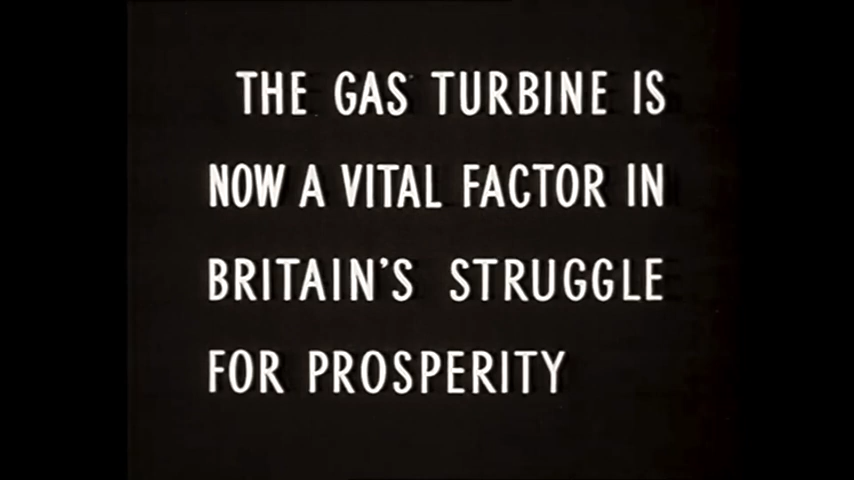 THE GAS TURBINE IS
NOW A VITAL FACTOR IN
BRITAIN'S STRUGGLE
FOR PROSPERITY